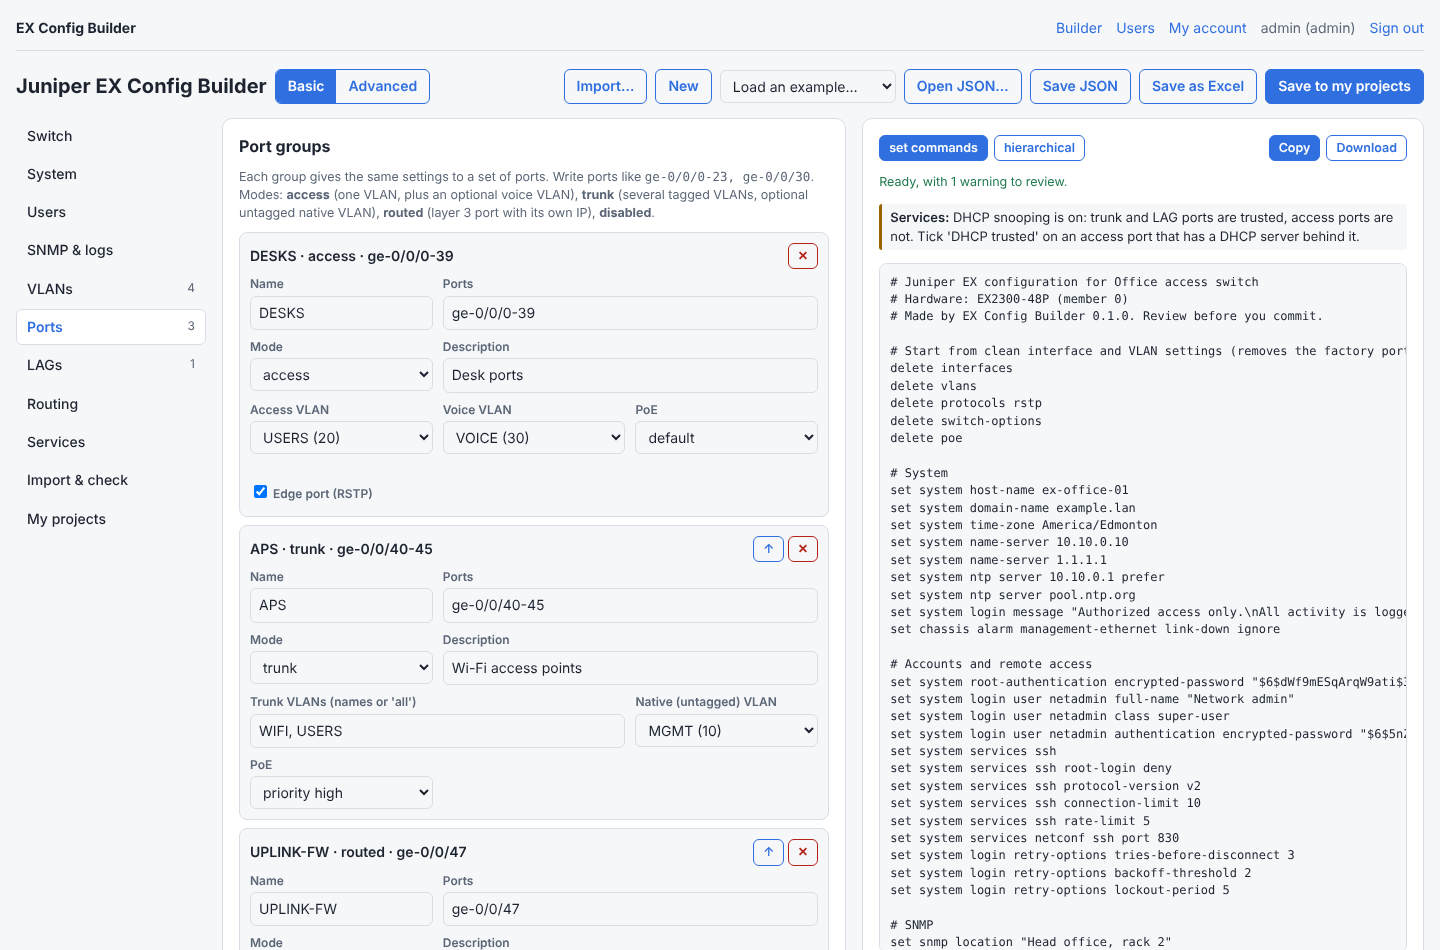 EX Config Builder
Builder Users My account admin (admin) Sign out
Juniper EX Config Builder Basic Advanced
Import... New Load an example... Open JSON... Save JSON Save as Excel Save to my projects
Switch
System
Users
SNMP & logs
VLANs 4
Ports 3
LAGs 1
Routing
Services
Import & check
My projects
Port groups
Each group gives the same settings to a set of ports. Write ports like ge-0/0/0-23, ge-0/0/30.
Modes: access (one VLAN, plus an optional voice VLAN), trunk (several tagged VLANs, optional
untagged native VLAN), routed (layer 3 port with its own IP), disabled.
DESKS · access · ge-0/0/0-39 ✕
Name Ports
DESKS ge-0/0/0-39
Mode Description
access Desk ports
Access VLAN Voice VLAN PoE
USERS (20) VOICE (30) default
Edge port (RSTP)
APS · trunk · ge-0/0/40-45 ↑ ✕
Name Ports
APS ge-0/0/40-45
Mode Description
trunk Wi-Fi access points
Trunk VLANs (names or 'all') Native (untagged) VLAN
WIFI, USERS MGMT (10)
PoE
priority high
UPLINK-FW · routed · ge-0/0/47 ↑ ✕
Name Ports
UPLINK-FW ge-0/0/47
Mode Description
set commands hierarchical Copy Download
Ready, with 1 warning to review.
Services: DHCP snooping is on: trunk and LAG ports are trusted, access ports are
not. Tick 'DHCP trusted' on an access port that has a DHCP server behind it.
# Juniper EX configuration for Office access switch
# Hardware: EX2300-48P (member 0)
# Made by EX Config Builder 0.1.0. Review before you commit.
# Start from clean interface and VLAN settings (removes the factory port
delete interfaces
delete vlans
delete protocols rstp
delete switch-options
delete poe
# System
set system host-name ex-office-01
set system domain-name example.lan
set system time-zone America/Edmonton
set system name-server 10.10.0.10
set system name-server 1.1.1.1
set system ntp server 10.10.0.1 prefer
set system ntp server pool.ntp.org
set system login message "Authorized access only.\nAll activity is logge
set chassis alarm management-ethernet link-down ignore
# Accounts and remote access
set system root-authentication encrypted-password "$6$dWf9mESqArqW9ati$3
set system login user netadmin full-name "Network admin"
set system login user netadmin class super-user
set system login user netadmin authentication encrypted-password "$6$5n2
set system services ssh
set system services ssh root-login deny
set system services ssh protocol-version v2
set system services ssh connection-limit 10
set system services ssh rate-limit 5
set system services netconf ssh port 830
set system login retry-options tries-before-disconnect 3
set system login retry-options backoff-threshold 2
set system login retry-options lockout-period 5
# SNMP
set snmp location "Head office, rack 2"